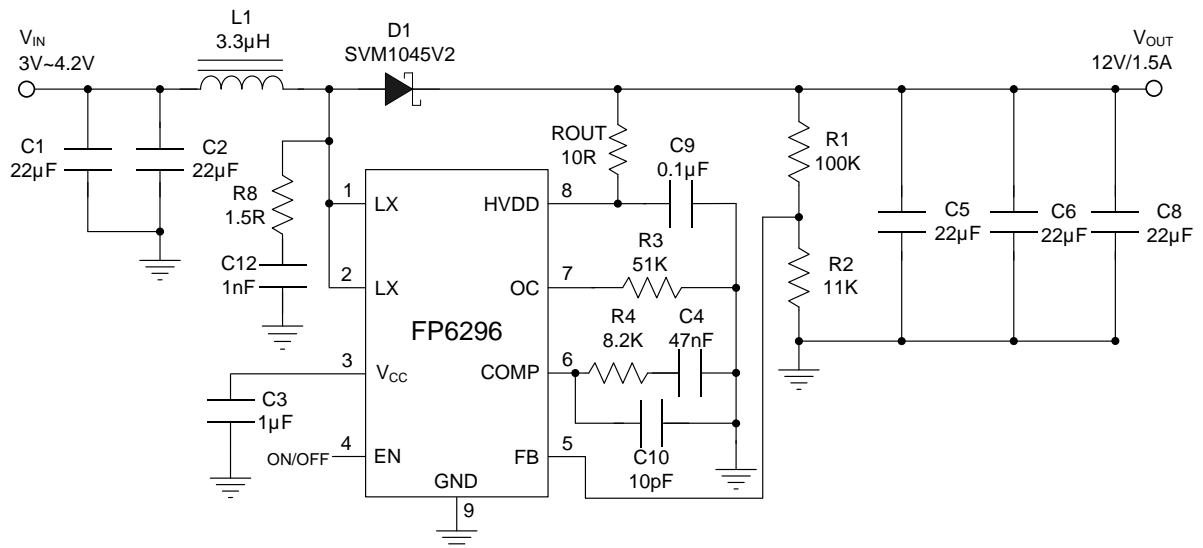 L1
3.3µH
VIN
3V~4.2V
D1
SVM1045V2
VOUT
12V/1.5A
C1
22µF
C2
22µF
R8
1.5R
C12
1nF
ROUT
10R
C9
0.1µF
R1
100K
R2
11K
C5
22µF
C6
22µF
C8
22µF
1
LX
HVDD
8
2
LX
OC
7
R3
51K
FP6296
R4
8.2K
C4
47nF
3
VCC
COMP
6
C3
1µF
C10
10pF
ON/OFF
4
EN
FB
5
GND
9